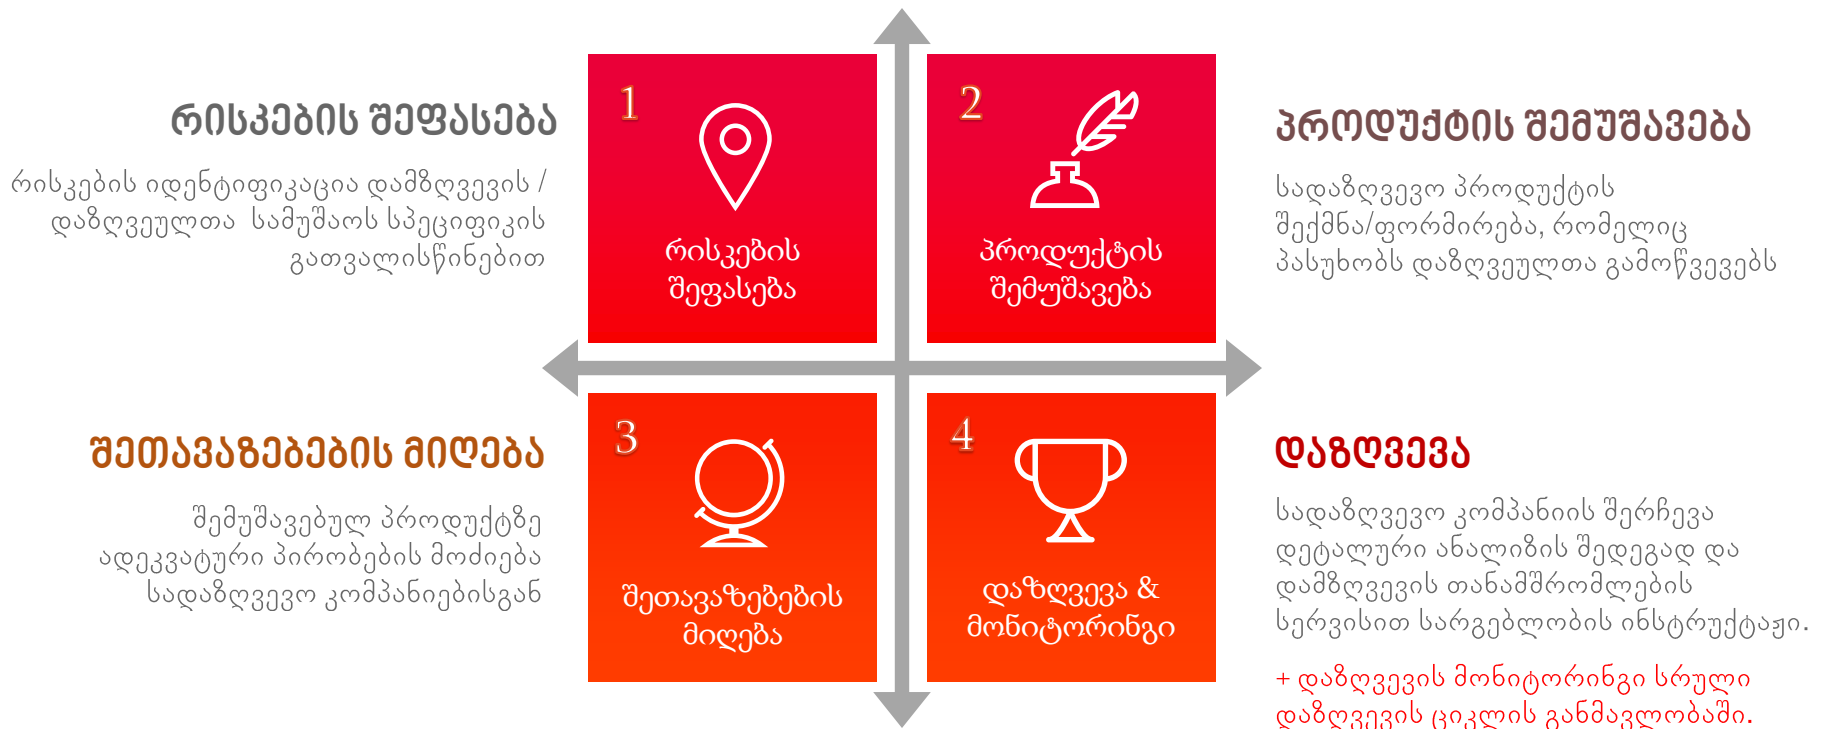 რისკების შეფასება
რისკების იდენტიფიკაცია დამზღვევის /
დაზღვეულთა სამუშაოს სპეციფიკის
გათვალისწინებით
1
რისკების
შეფასება
2
პროდუქტის
შემუშავება
პროდუქტის შემუშავება
სადაზღვევო პროდუქტის
შექმნა/ფორმირება, რომელიც
პასუხობს დაზღვეულთა გამოწვევებს
შეთავაზებების მიღება
შემუშავებულ პროდუქტზე
ადეკვატური პირობების მოძიება
სადაზღვევო კომპანიებისგან
3
შეთავაზებების
მიღება
4
დაზღვევა &
მონიტორინგი
დაზღვევა
სადაზღვევო კომპანიის შერჩევა
დეტალური ანალიზის შედეგად და
დამზღვევის თანამშრომლების
სერვისით სარგებლობის ინსტრუქტაჟი.
+ დაზღვევის მონიტორინგი სრული
დაზღვევის ციკლის განმავლობაში.